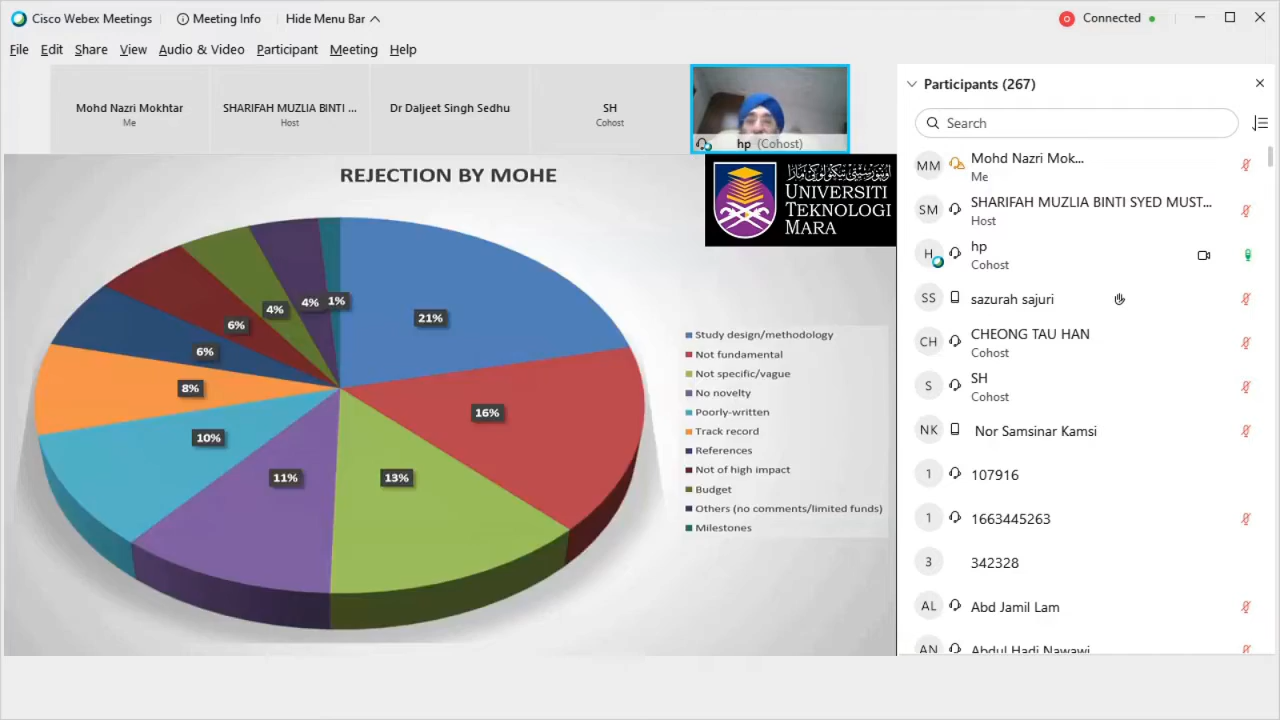 Cisco Webex Meetings
Meeting Info
Hide Menu Bar
Connected
File Edit Share View Audio & Video Participant Meeting Help
Mohd Nazri Mokhtar
Me
SHARIFAH MUZLIA BINTI ...
Host
Dr Daljeet Singh Sedhu
SH
Cohost
hp (Cohost)
REJECTION BY MOHE
UNIVERSITI
TEKNOLOGI
MARA
21%
16%
13%
11%
10%
8%
6%
6%
4%
4%
1%
Study design/methodology
Not fundamental
Not specific/vague
No novelty
Poorly-written
Track record
References
Not of high impact
Budget
Others (no comments/limited funds)
Milestones
Participants (267)
Search
MM
Mohd Nazri Mok...
Me
SM
SHARIFAH MUZLIA BINTI SYED MUST...
Host
H
hp
Cohost
SS
sazurah sajuri
CH
CHEONG TAU HAN
Cohost
S
SH
Cohost
NK
Nor Samsinar Kamsi
1
107916
1
1663445263
3
342328
AL
Abd Jamil Lam
AN
Abdul Hadi Nawawi